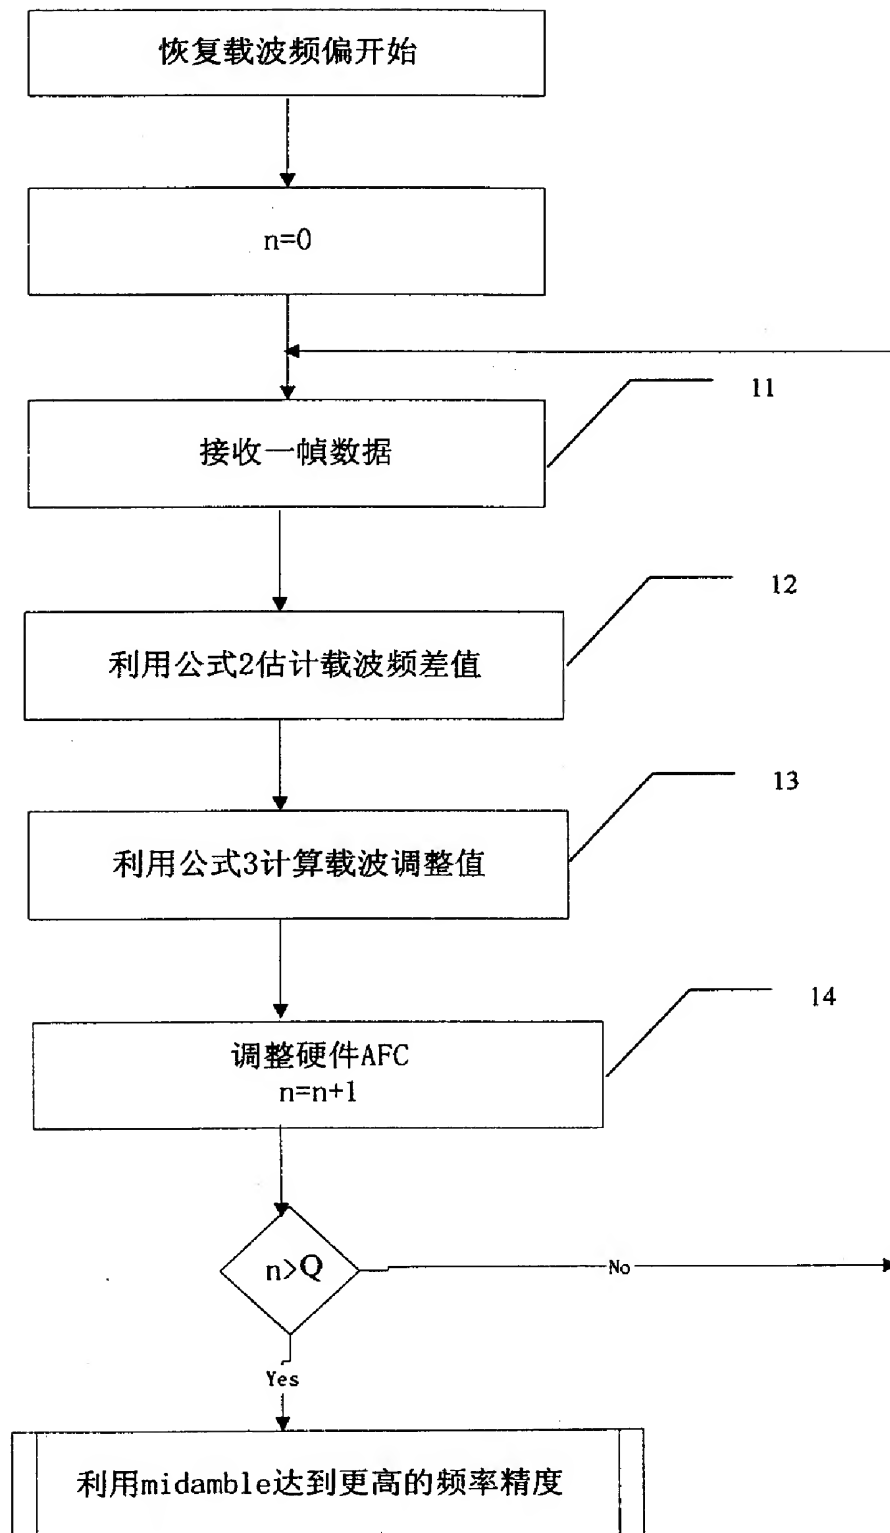 恢复载波频偏开始
n=0
11
接收一幀数据
12
利用公式2估计载波频差值
13
利用公式3计算载波调整值
14
调整硬件AFC
n=n+1
n>Q
No
Yes
利用midamble达到更高的频率精度